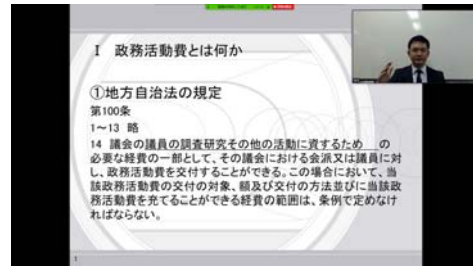 Ⅰ 政務活動費とは何か
①地方自治法の規定
第100条
1～13 略
14 議会の議員の調査研究その他の活動に資するため の
必要な経費の一部として、その議会における会派又は議員に対
し、政務活動費を交付することができる。この場合において、当
該政務活動費の交付の対象、額及び交付の方法並びに当該政
務活動費を充てることができる経費の範囲は、条例で定めなけ
ればならない。
1